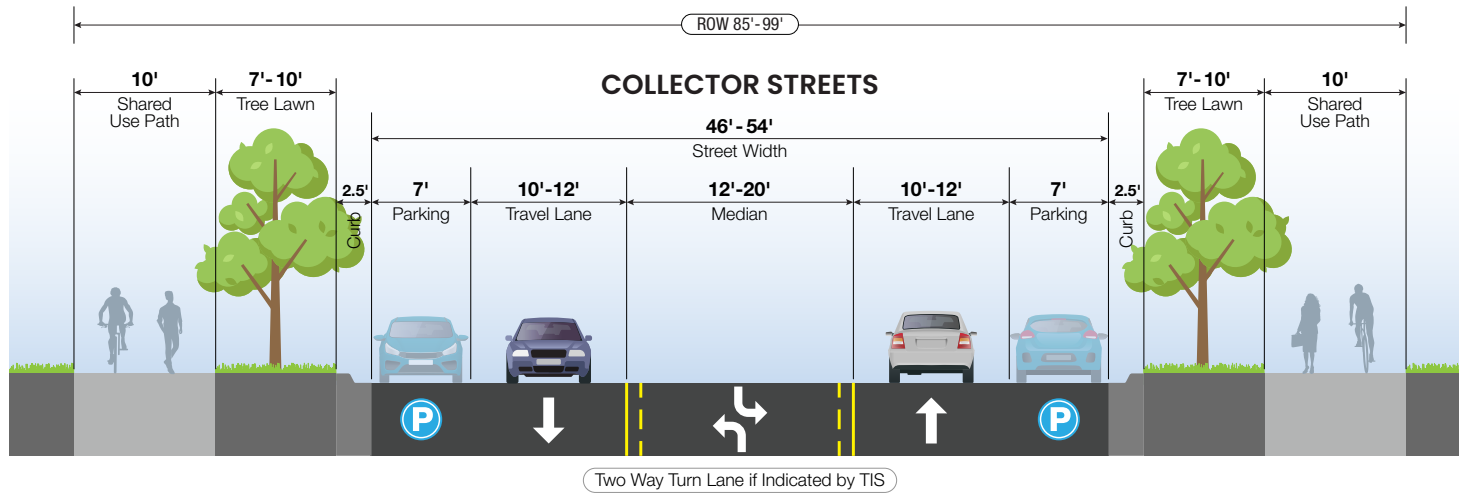 ROW 85'-99'
COLLECTOR STREETS
10'
Shared
Use Path
7'-10'
Tree Lawn
2.5'
Curb
46'-54'
Street Width
7'
Parking
10'-12'
Travel Lane
12'-20'
Median
10'-12'
Travel Lane
7'
Parking
2.5'
Curb
7'-10'
Tree Lawn
10'
Shared
Use Path
P
P
Two Way Turn Lane if Indicated by TIS